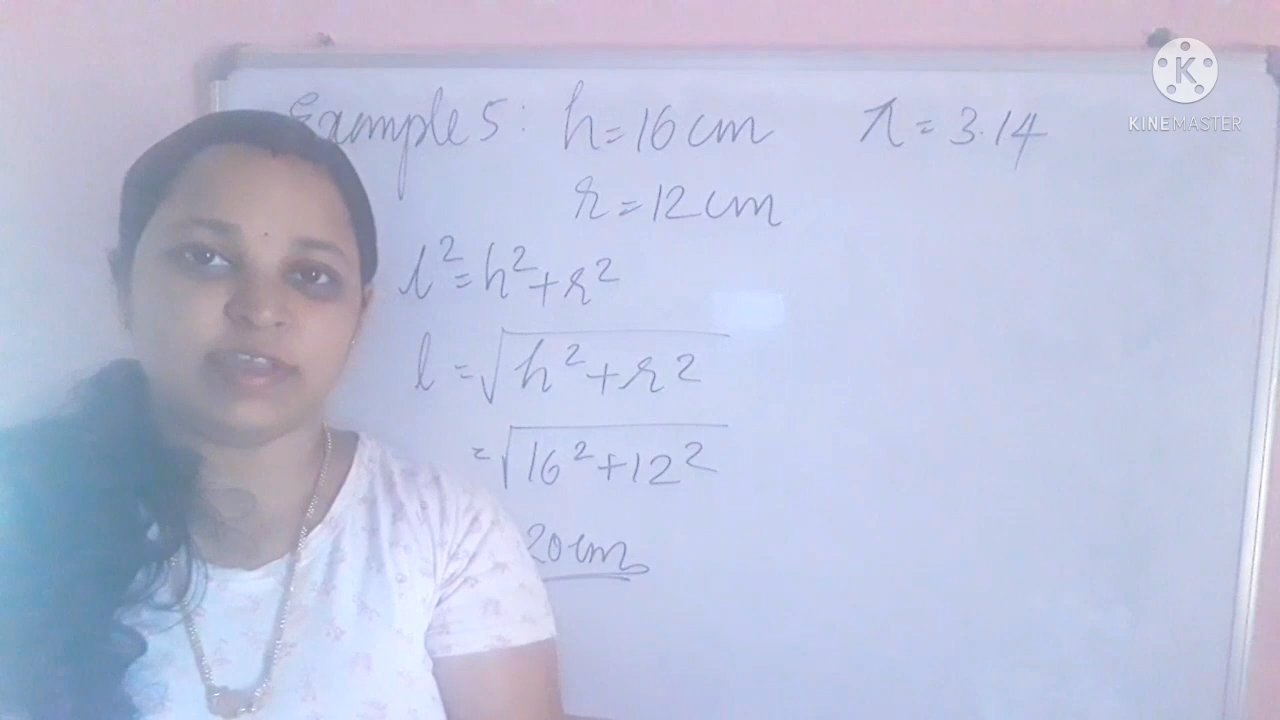 Example 5: h = 16 cm π = 3.14
r = 12 cm
l² = h² + r²
l = √h² + r²
= √16² + 12²
20 cm
K
KINEMASTER